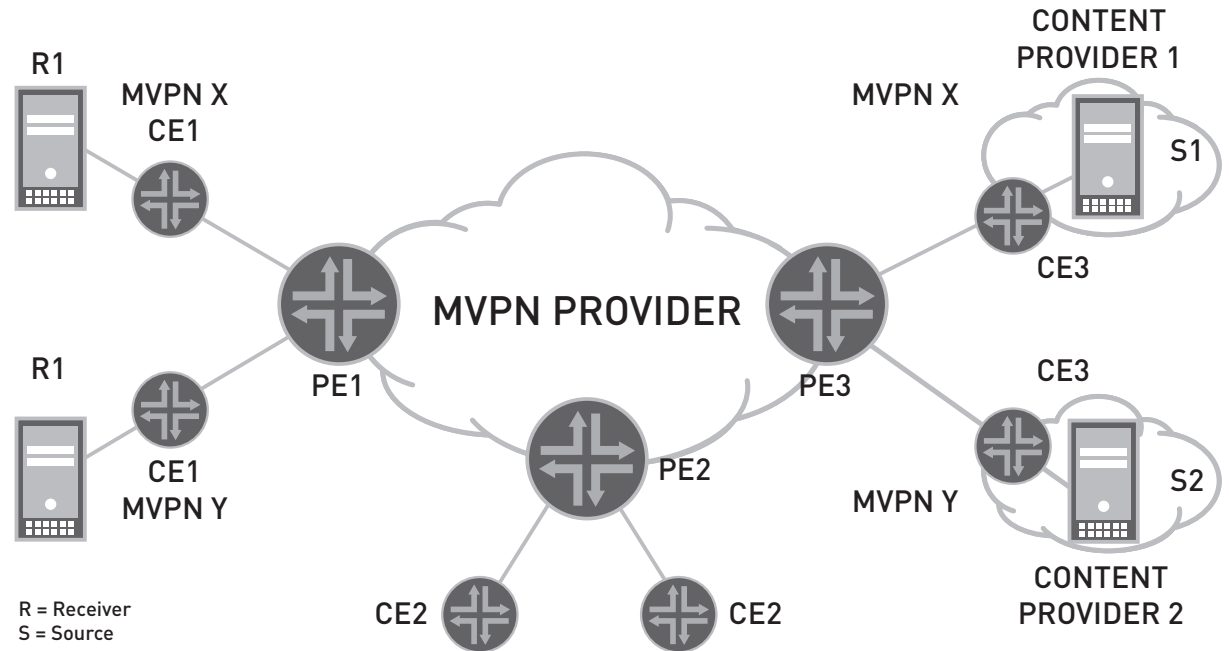 CONTENT
PROVIDER 1
R1
MVPN X
CE1
MVPN X
S1
CE3
MVPN PROVIDER
R1
PE1
PE3
CE3
CE1
MVPN Y
PE2
MVPN Y
S2
CONTENT
PROVIDER 2
CE2
CE2
R = Receiver
S = Source